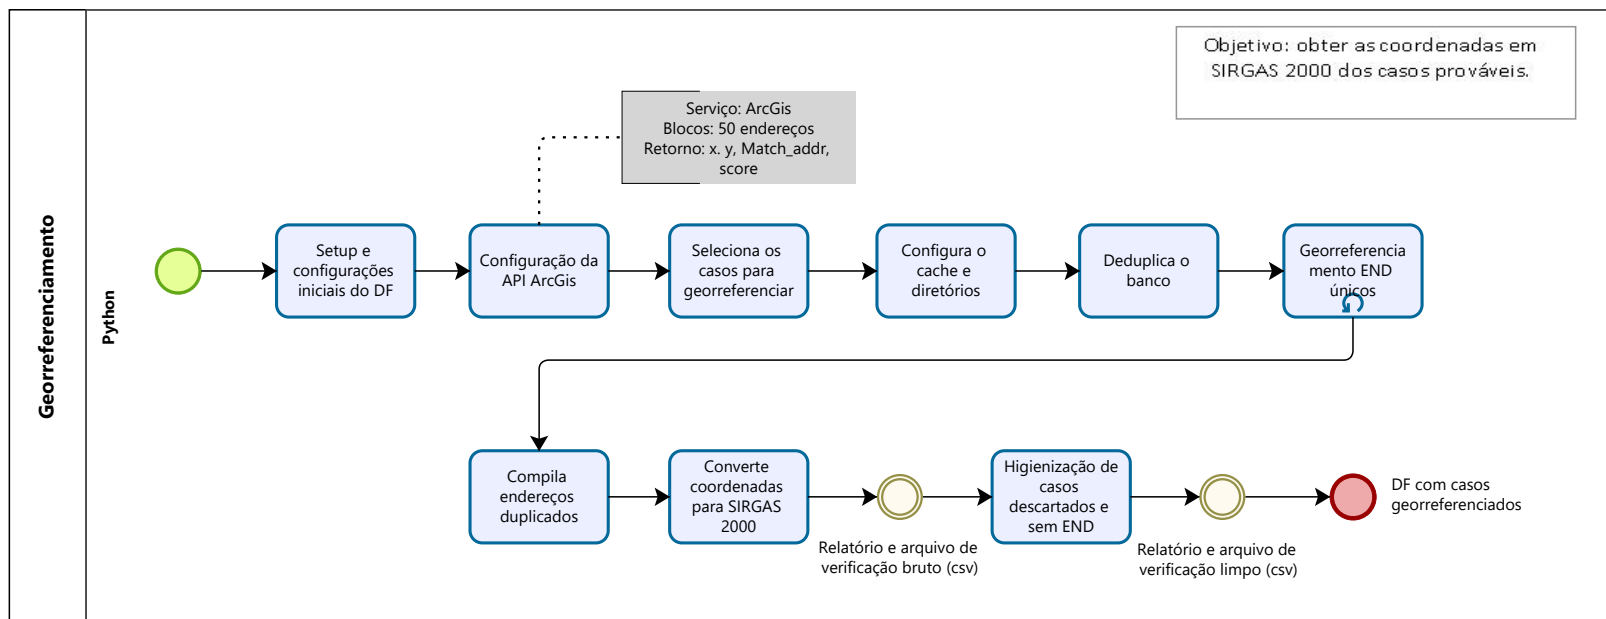 Georreferenciamento
Python
Objetivo: obter as coordenadas em
SIRGAS 2000 dos casos prováveis.
Serviço: ArcGis
Blocos: 50 endereços
Retorno: x. y, Match_addr,
score
Setup e
configurações
iniciais do DF
Configuração da
API ArcGis
Seleciona os
casos para
georreferenciar
Configura o
cache e
diretórios
Deduplica o
banco
Georreferencia
mento END
únicos
Compila
endereços
duplicados
Converte
coordenadas
para SIRGAS
2000
Relatório e arquivo de
verificação bruto (csv)
Higienização de
casos
descartados e
sem END
Relatório e arquivo de
verificação limpo (csv)
DF com casos
georreferenciados